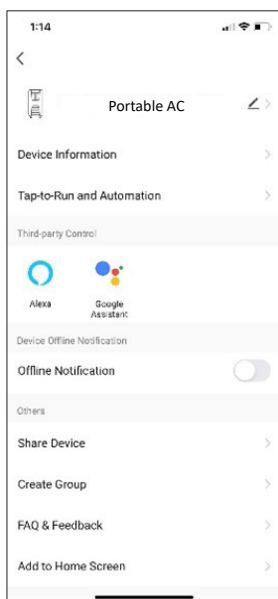 1:14
Portable AC
Device Information
Tap-to-Run and Automation
Third-party Control
Alexa
Google
Assistant
Device Offline Notification
Offline Notification
Others
Share Device
Create Group
FAQ & Feedback
Add to Home Screen